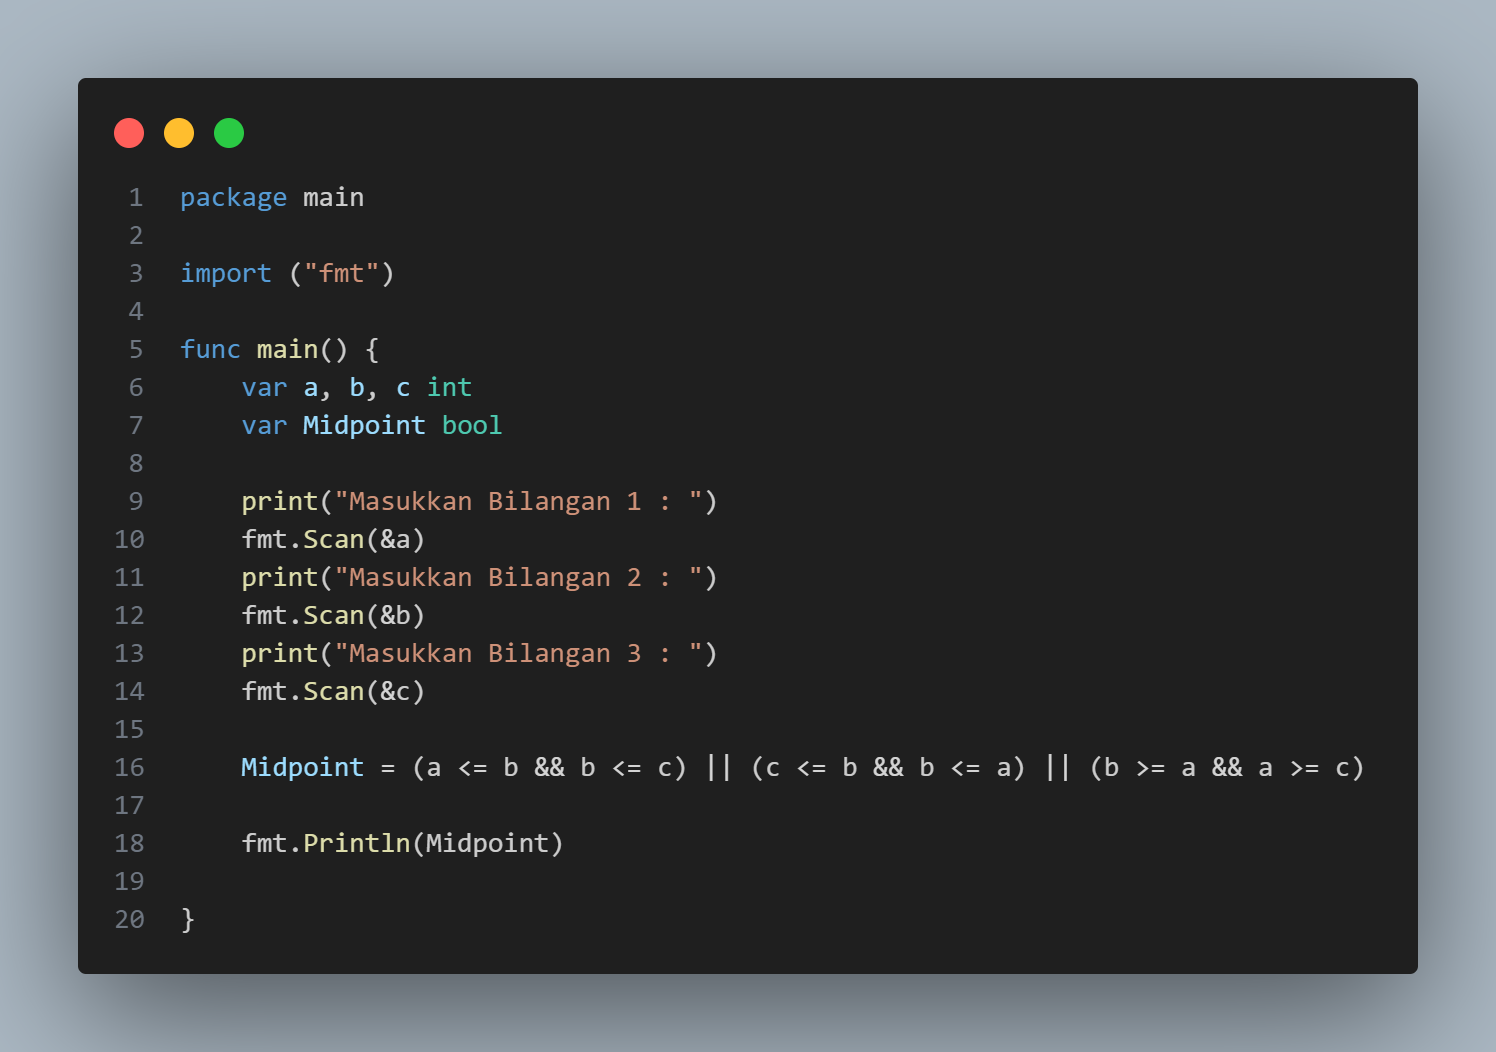 1 package main
2
3 import ("fmt")
4
5 func main() {
6     var a, b, c int
7     var Midpoint bool
8
9     print("Masukkan Bilangan 1 : ")
10     fmt.Scan(&a)
11     print("Masukkan Bilangan 2 : ")
12     fmt.Scan(&b)
13     print("Masukkan Bilangan 3 : ")
14     fmt.Scan(&c)
15
16     Midpoint = (a <= b && b <= c) || (c <= b && b <= a) || (b >= a && a >= c)
17
18     fmt.Println(Midpoint)
19
20 }